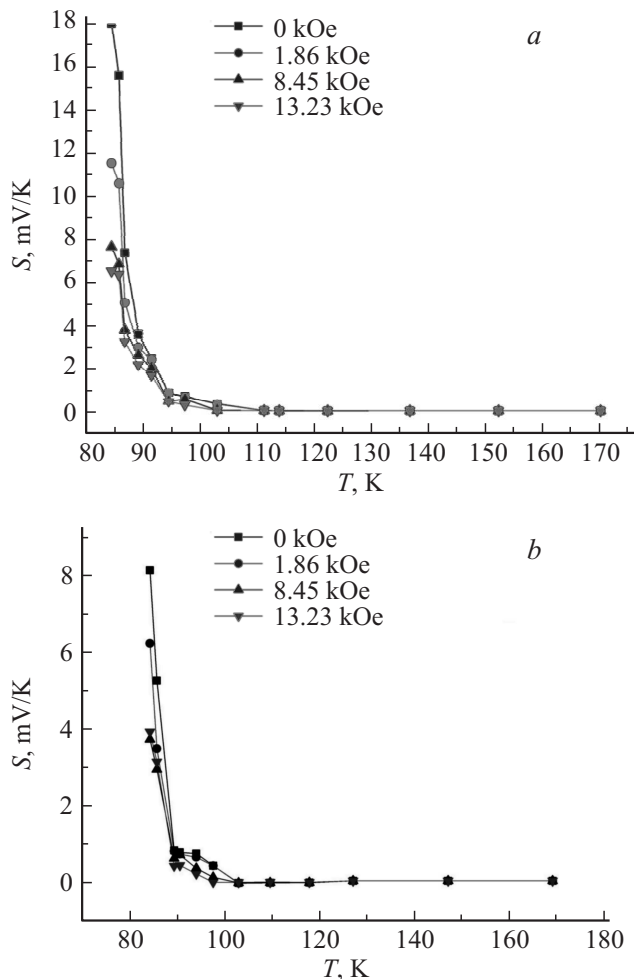 18
16
14
12
10
8
6
4
2
0
S, mV/K
0 kOe
1.86 kOe
8.45 kOe
13.23 kOe
a
80 90 100 110 120 130 140 150 160 170
T, K
8
6
4
2
0
S, mV/K
0 kOe
1.86 kOe
8.45 kOe
13.23 kOe
b
80 100 120 140 160 180
T, K